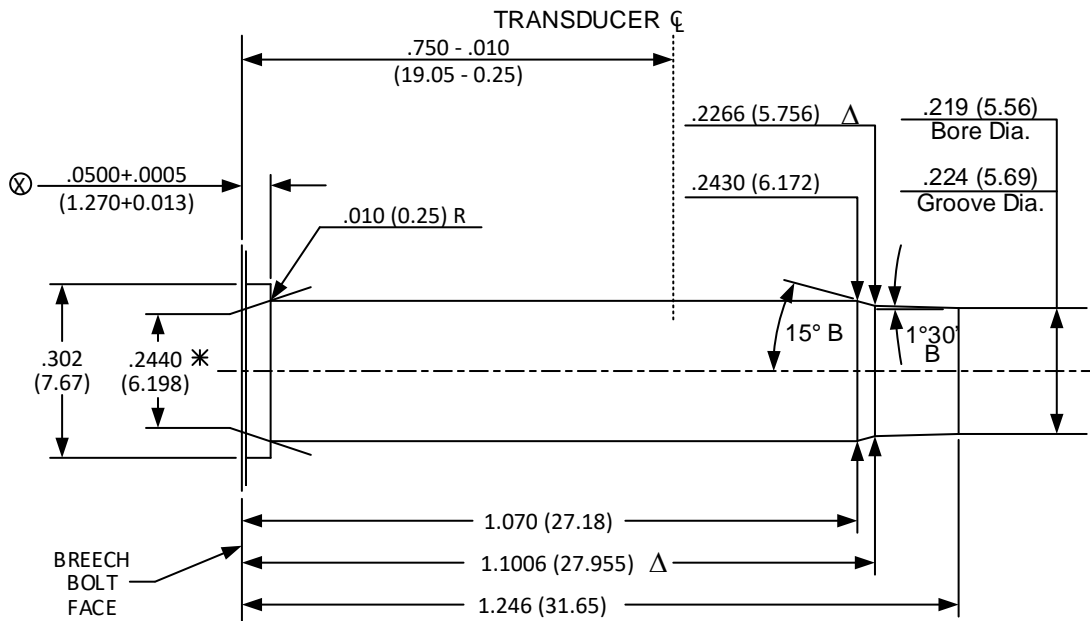 TRANSDUCER ℄
.750 - .010
(19.05 - 0.25)
.2266 (5.756) Δ
.219 (5.56)
Bore Dia.
Ⓧ .0500+.0005
(1.270+0.013)
.2430 (6.172)
.224 (5.69)
Groove Dia.
.010 (0.25) R
.302
(7.67)
.2440 ✳
(6.198)
15° B
1°30'
B
1.070 (27.18)
1.1006 (27.955) Δ
1.246 (31.65)
BREECH
BOLT
FACE